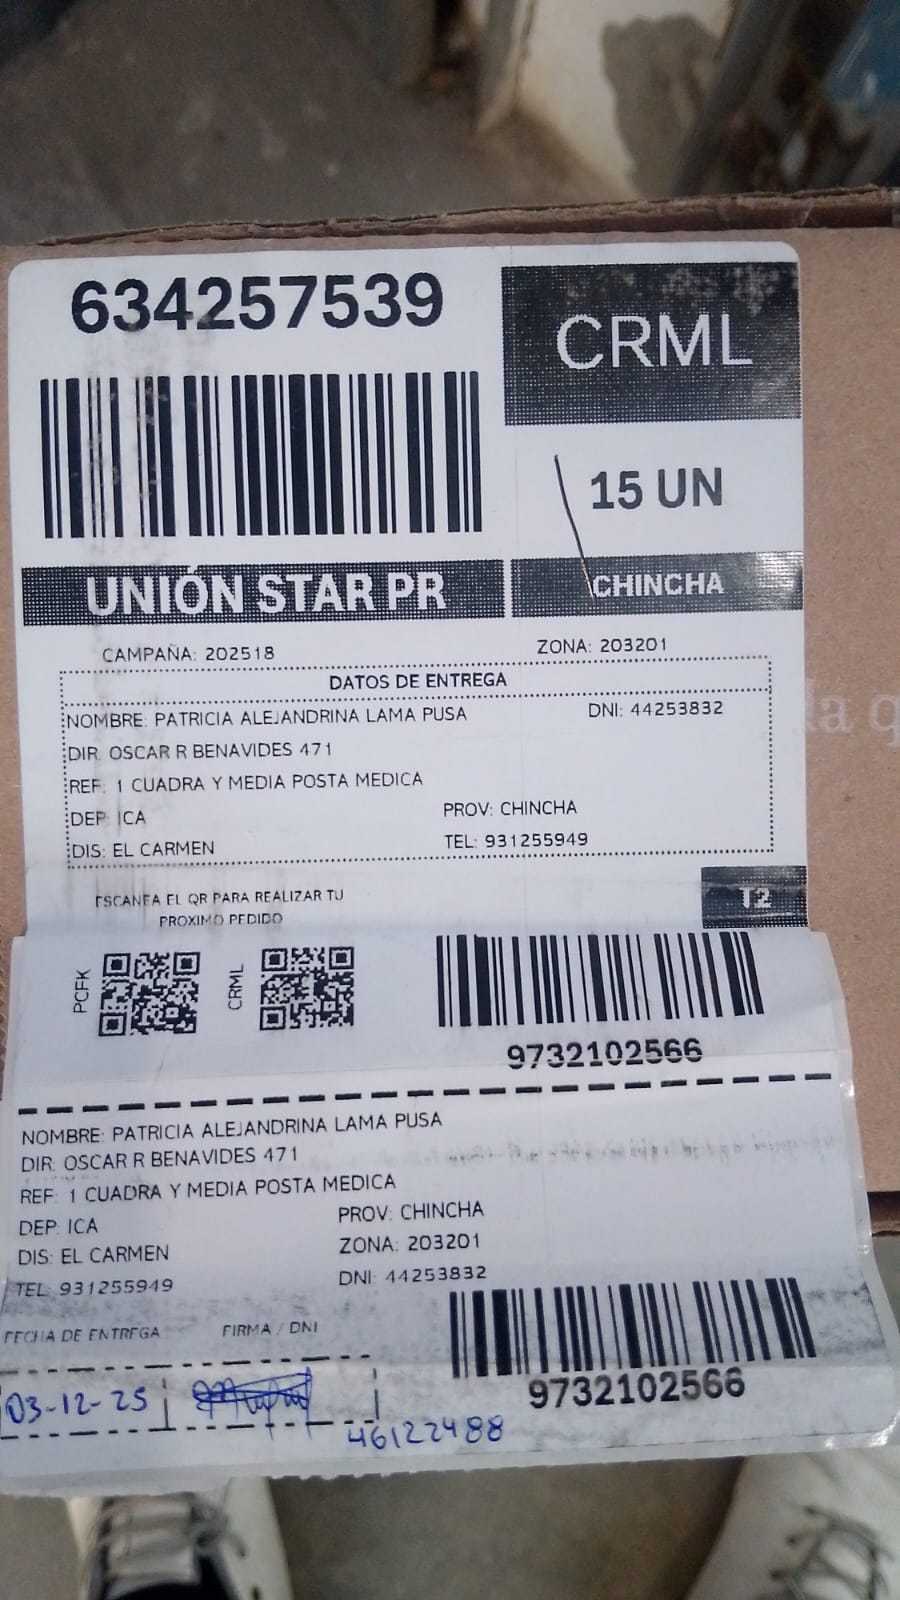 634257539
CRML
15 UN
UNIÓN STAR PR
CHINCHA
CAMPAÑA: 202518
ZONA: 203201
DATOS DE ENTREGA
NOMBRE: PATRICIA ALEJANDRINA LAMA PUSA DNI: 44253832
DIR: OSCAR R BENAVIDES 471
REF: 1 CUADRA Y MEDIA POSTA MEDICA
DEP: ICA PROV: CHINCHA
DIS: EL CARMEN TEL: 931255949
ESCANEA EL QR PARA REALIZAR TU
PROXIMO PEDIDO
T2
PCFK
CRML
9732102566
NOMBRE: PATRICIA ALEJANDRINA LAMA PUSA
DIR: OSCAR R BENAVIDES 471
REF: 1 CUADRA Y MEDIA POSTA MEDICA
DEP: ICA PROV: CHINCHA
DIS: EL CARMEN ZONA: 203201
TEL: 931255949 DNI: 44253832
FECHA DE ENTREGA FIRMA / DNI
9732102566
03-12-25
46122488